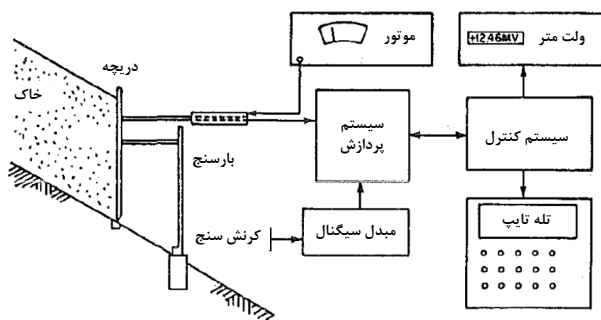 موتور
+12.46MV
ولت متر
دریچه
خاک
سیستم
پردازش
سیستم کنترل
بارسنج
کرنش سنج
مبدل سیگنال
تله تایپ